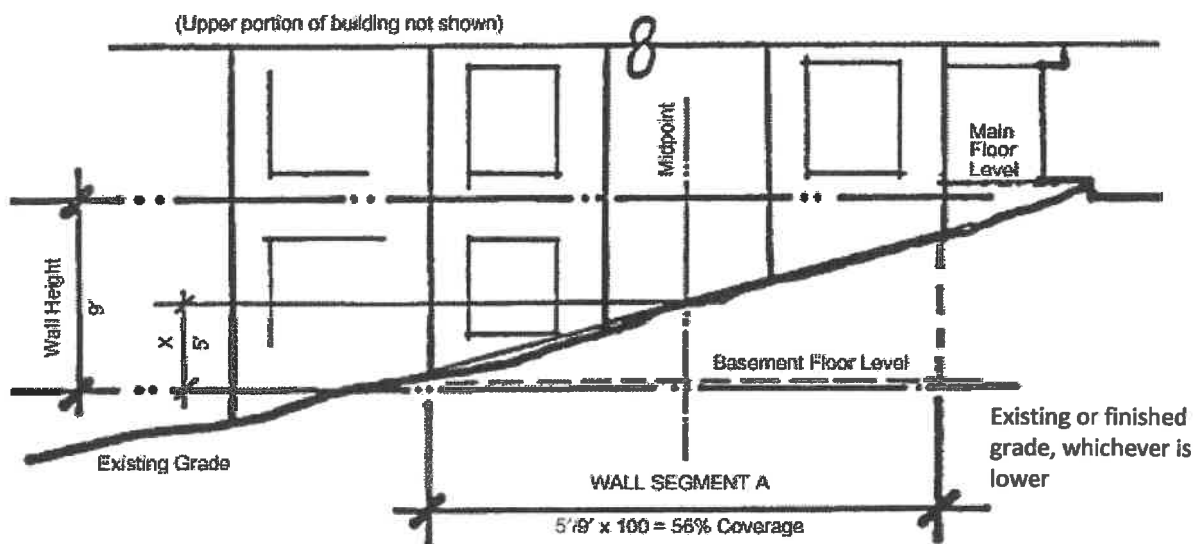 (Upper portion of building not shown)
8
Midpoint
Main
Floor
Level
Wall Height
9'
X
5'
Basement Floor Level
Existing Grade
Existing or finished
grade, whichever is
lower
WALL SEGMENT A
5'/9' x 100 = 56% Coverage